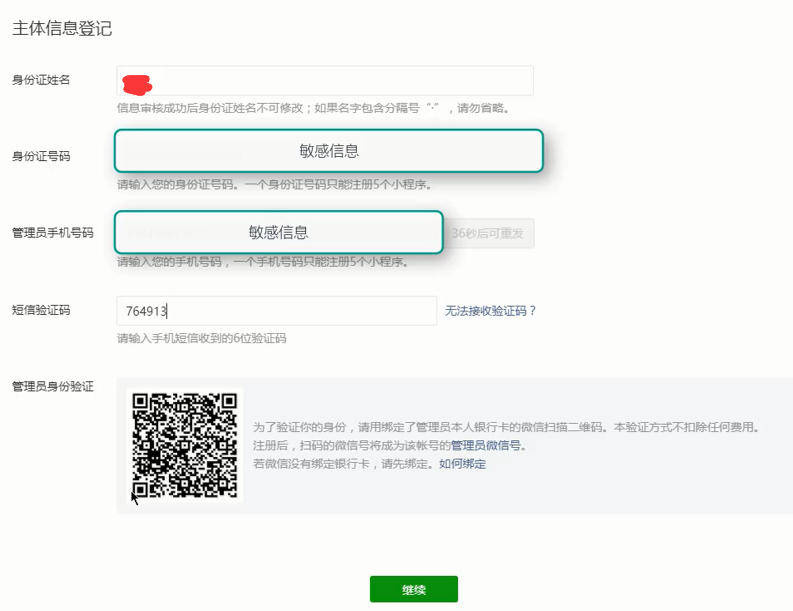 主体信息登记
身份证姓名
信息审核成功后身份证姓名不可修改；如果名字包含分隔号“·”，请勿省略。
身份证号码
敏感信息
请输入您的身份证号码。一个身份证号码只能注册5个小程序。
管理员手机号码
敏感信息
36秒后可重发
请输入您的手机号码，一个手机号码只能注册5个小程序。
短信验证码
764913
无法接收验证码？
请输入手机短信收到的6位验证码
管理员身份验证
为了验证你的身份，请用绑定了管理员本人银行卡的微信扫描二维码。本验证方式不扣除任何费用。
注册后，扫码的微信号将成为该帐号的管理员微信号。
若微信没有绑定银行卡，请先绑定。如何绑定
继续